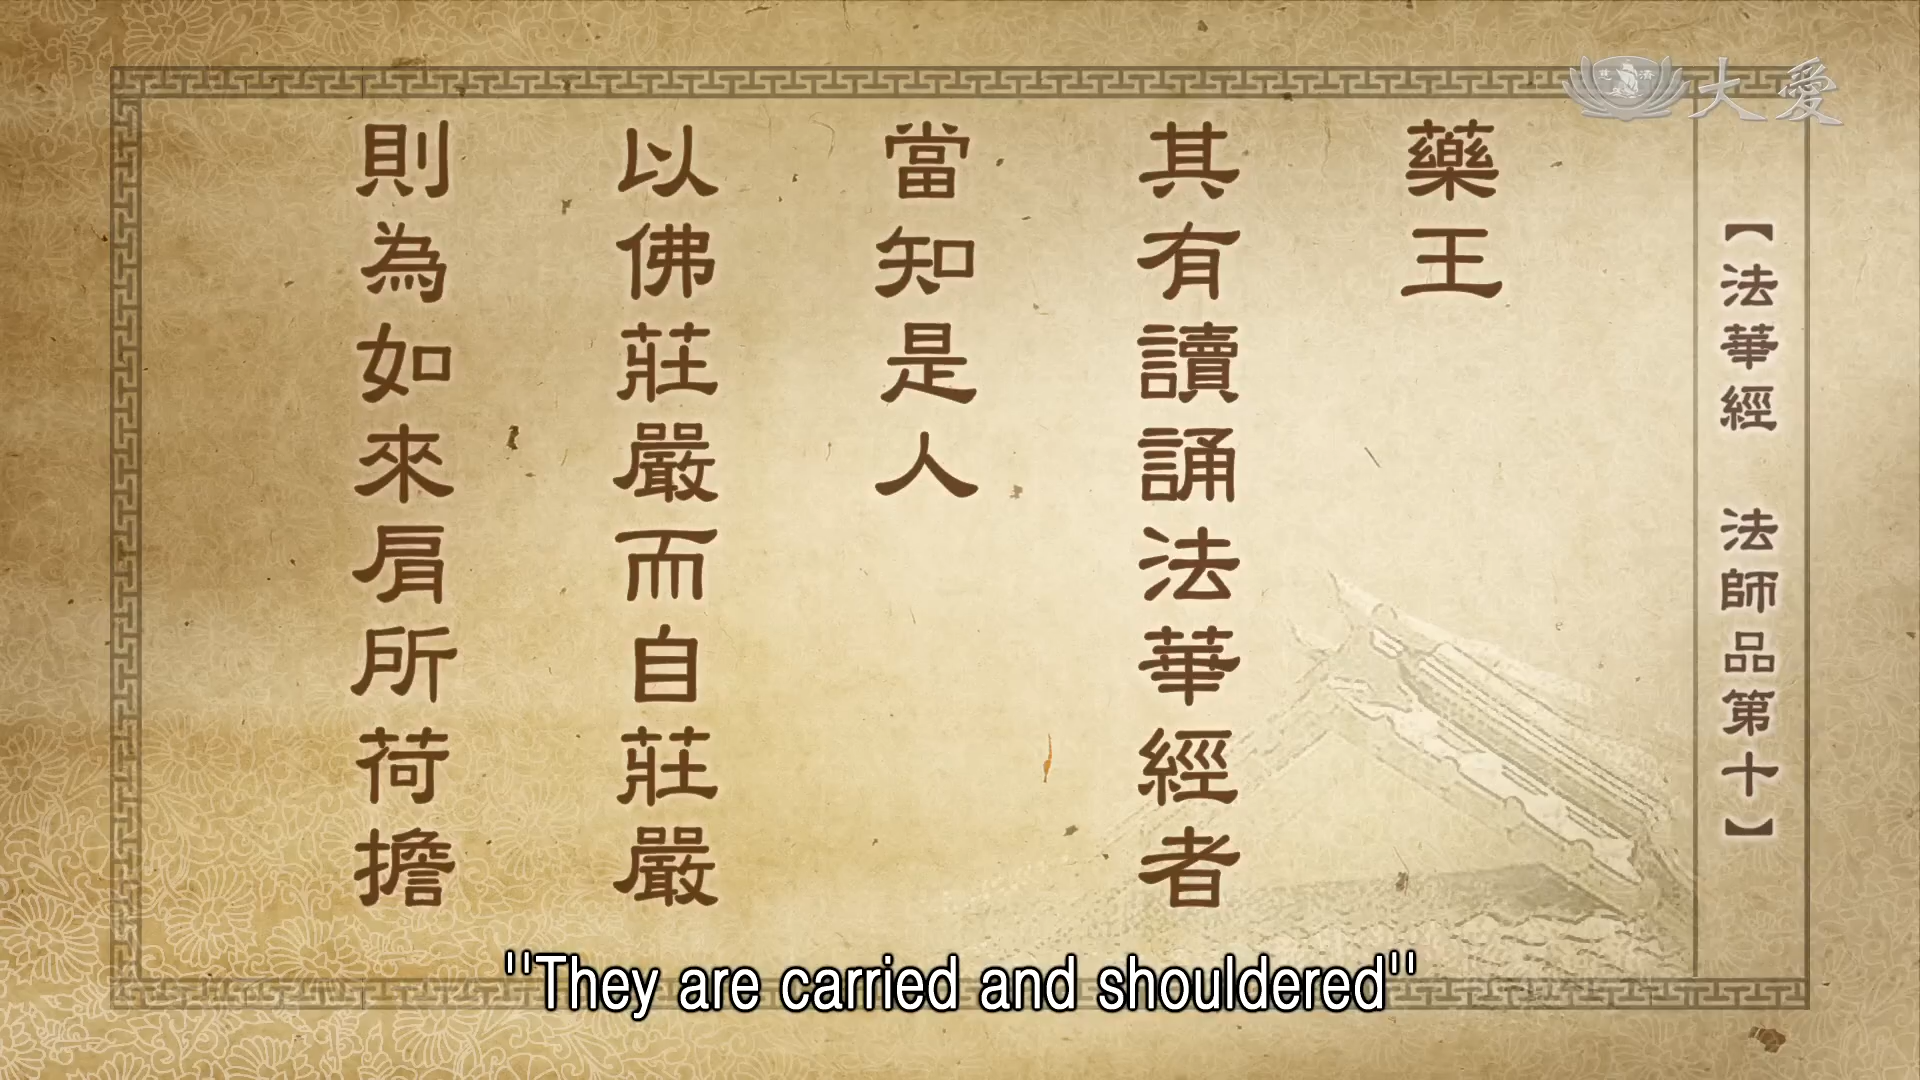 大愛
慈濟
【法華經 法師品第十】
藥王
其有讀誦法華經者
當知是人
以佛莊嚴而自莊嚴
則為如來肩所荷擔
"They are carried and shouldered"